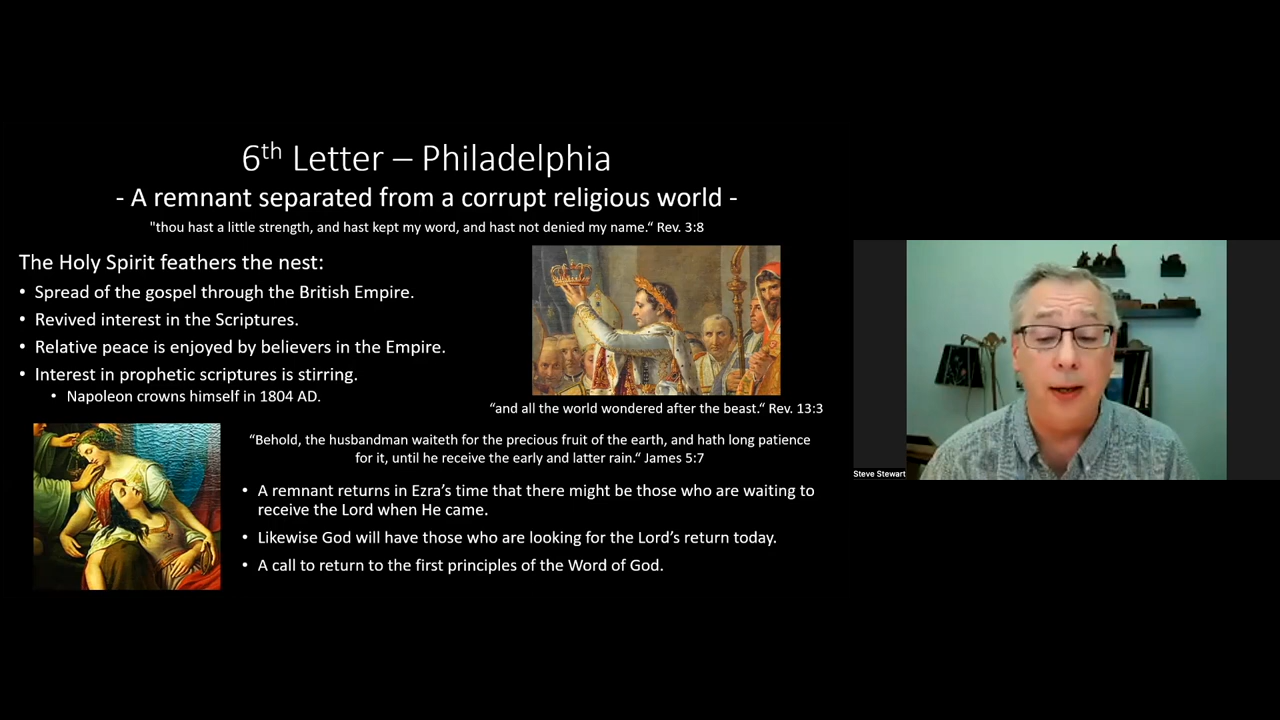 6th Letter – Philadelphia
- A remnant separated from a corrupt religious world -
"thou hast a little strength, and hast kept my word, and hast not denied my name.“ Rev. 3:8
The Holy Spirit feathers the nest:
• Spread of the gospel through the British Empire.
• Revived interest in the Scriptures.
• Relative peace is enjoyed by believers in the Empire.
• Interest in prophetic scriptures is stirring.
• Napoleon crowns himself in 1804 AD.
“and all the world wondered after the beast.“ Rev. 13:3
“Behold, the husbandman waiteth for the precious fruit of the earth, and hath long patience
for it, until he receive the early and latter rain.“ James 5:7
• A remnant returns in Ezra’s time that there might be those who are waiting to
receive the Lord when He came.
• Likewise God will have those who are looking for the Lord’s return today.
• A call to return to the first principles of the Word of God.
Steve Stewart